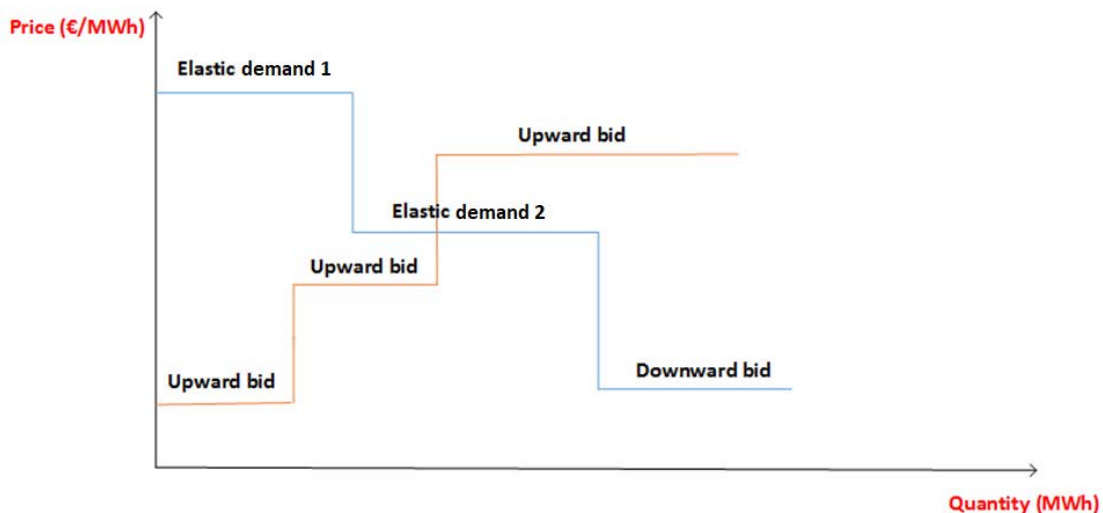 Price (€/MWh)
Elastic demand 1
Upward bid
Elastic demand 2
Upward bid
Downward bid
Upward bid
Quantity (MWh)